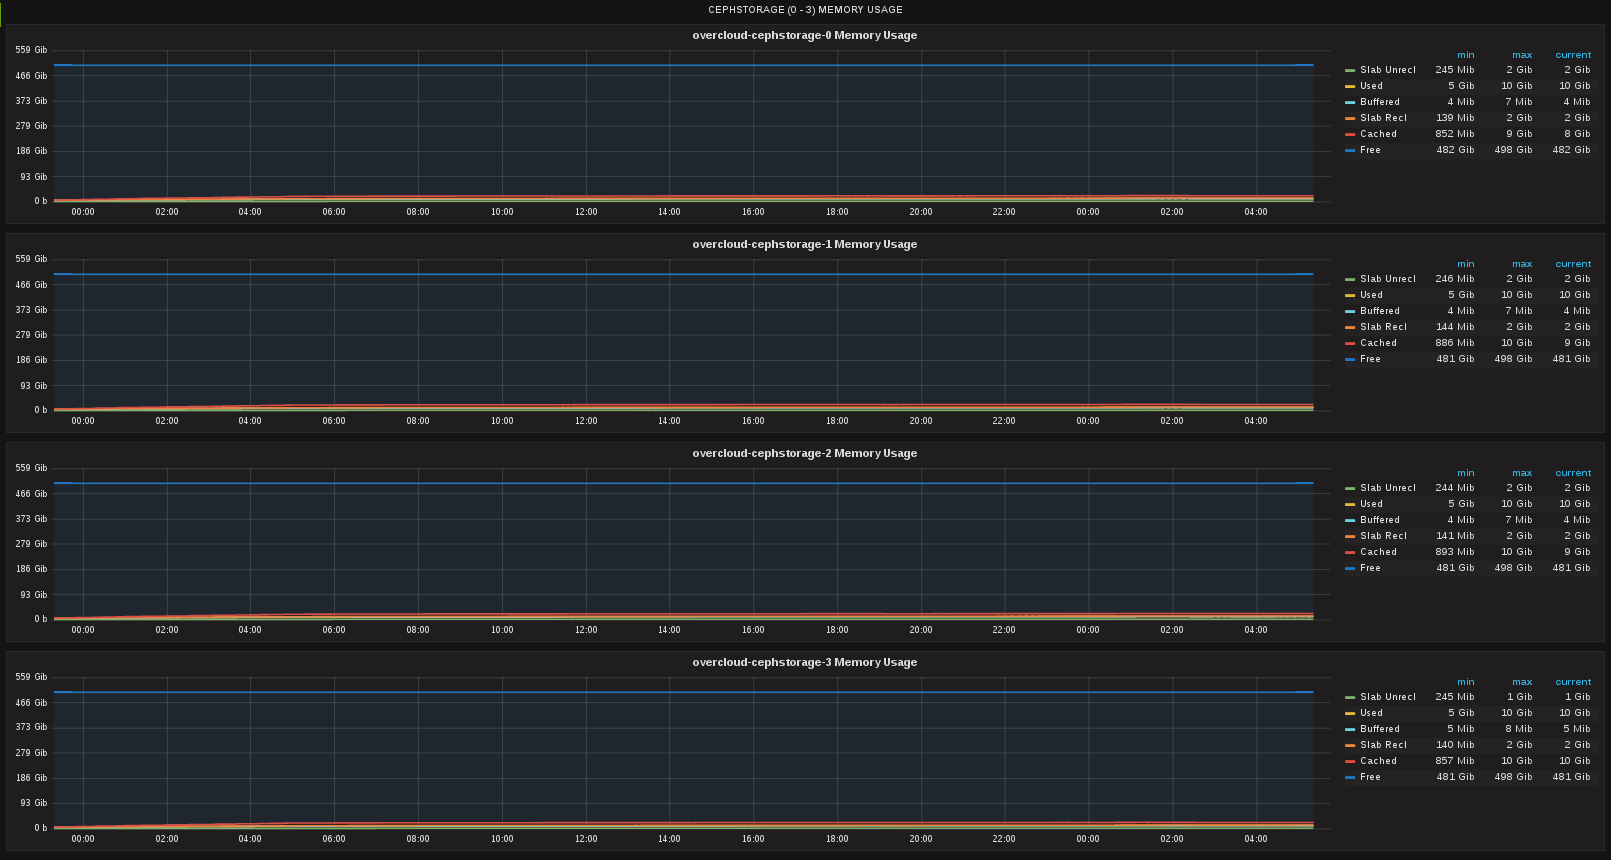 CEPHSTORAGE (0 - 3) MEMORY USAGE
overcloud-cephstorage-0 Memory Usage
559 Gib
466 Gib
373 Gib
279 Gib
186 Gib
93 Gib
0 b
00:00 02:00 04:00 06:00 08:00 10:00 12:00 14:00 16:00 18:00 20:00 22:00 00:00 02:00 04:00
min max current
Slab Unrecl 245 Mib 2 Gib 2 Gib
Used 5 Gib 10 Gib 10 Gib
Buffered 4 Mib 7 Mib 4 Mib
Slab Recl 139 Mib 2 Gib 2 Gib
Cached 852 Mib 9 Gib 8 Gib
Free 482 Gib 498 Gib 482 Gib
overcloud-cephstorage-1 Memory Usage
559 Gib
466 Gib
373 Gib
279 Gib
186 Gib
93 Gib
0 b
00:00 02:00 04:00 06:00 08:00 10:00 12:00 14:00 16:00 18:00 20:00 22:00 00:00 02:00 04:00
min max current
Slab Unrecl 246 Mib 2 Gib 2 Gib
Used 5 Gib 10 Gib 10 Gib
Buffered 4 Mib 7 Mib 4 Mib
Slab Recl 144 Mib 2 Gib 2 Gib
Cached 886 Mib 10 Gib 9 Gib
Free 481 Gib 498 Gib 481 Gib
overcloud-cephstorage-2 Memory Usage
559 Gib
466 Gib
373 Gib
279 Gib
186 Gib
93 Gib
0 b
00:00 02:00 04:00 06:00 08:00 10:00 12:00 14:00 16:00 18:00 20:00 22:00 00:00 02:00 04:00
min max current
Slab Unrecl 244 Mib 2 Gib 2 Gib
Used 5 Gib 10 Gib 10 Gib
Buffered 4 Mib 7 Mib 4 Mib
Slab Recl 141 Mib 2 Gib 2 Gib
Cached 893 Mib 10 Gib 9 Gib
Free 481 Gib 498 Gib 481 Gib
overcloud-cephstorage-3 Memory Usage
559 Gib
466 Gib
373 Gib
279 Gib
186 Gib
93 Gib
0 b
00:00 02:00 04:00 06:00 08:00 10:00 12:00 14:00 16:00 18:00 20:00 22:00 00:00 02:00 04:00
min max current
Slab Unrecl 245 Mib 1 Gib 1 Gib
Used 5 Gib 10 Gib 10 Gib
Buffered 5 Mib 8 Mib 5 Mib
Slab Recl 140 Mib 2 Gib 2 Gib
Cached 857 Mib 10 Gib 10 Gib
Free 481 Gib 498 Gib 481 Gib